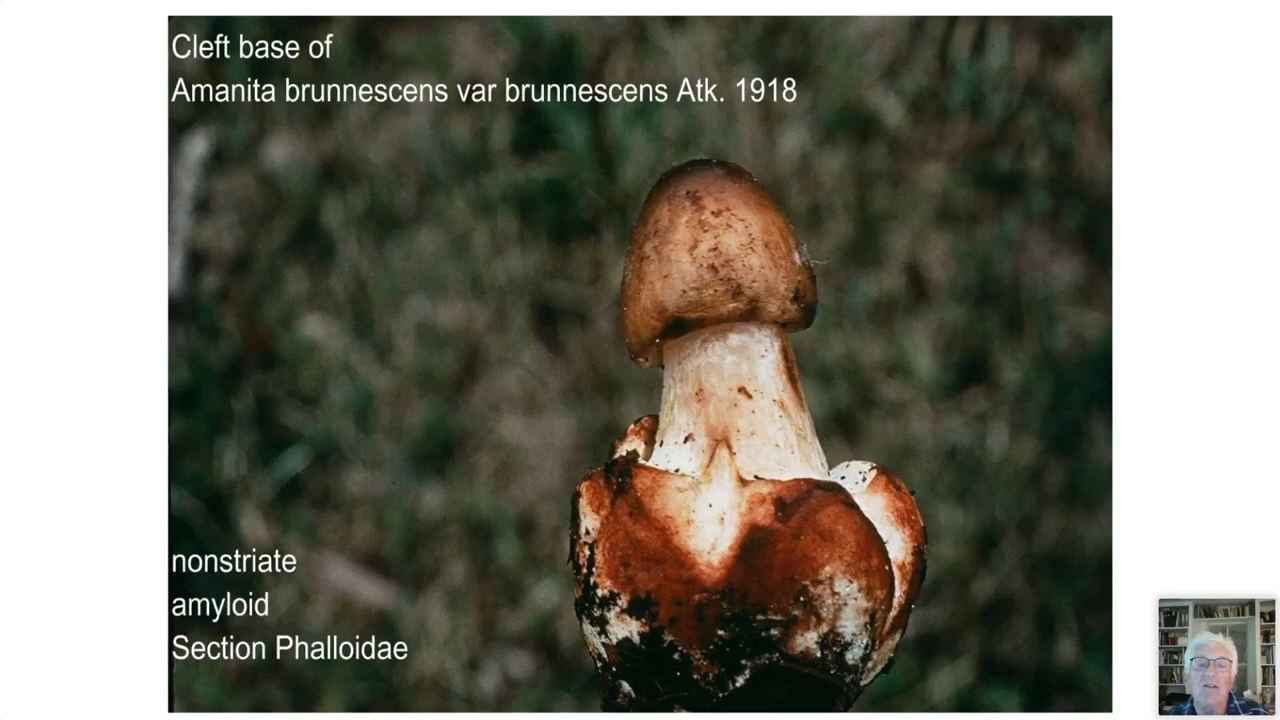 Cleft base of
Amanita brunnescens var brunnescens Atk. 1918
nonstriate
amyloid
Section Phalloidae